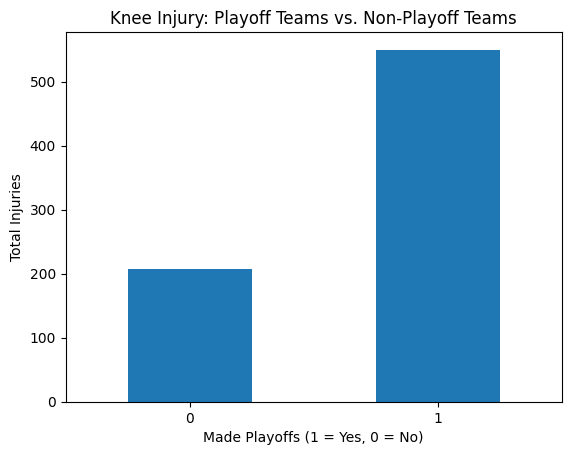 Knee Injury: Playoff Teams vs. Non-Playoff Teams
Total Injuries
500
400
300
200
100
0
0
1
Made Playoffs (1 = Yes, 0 = No)